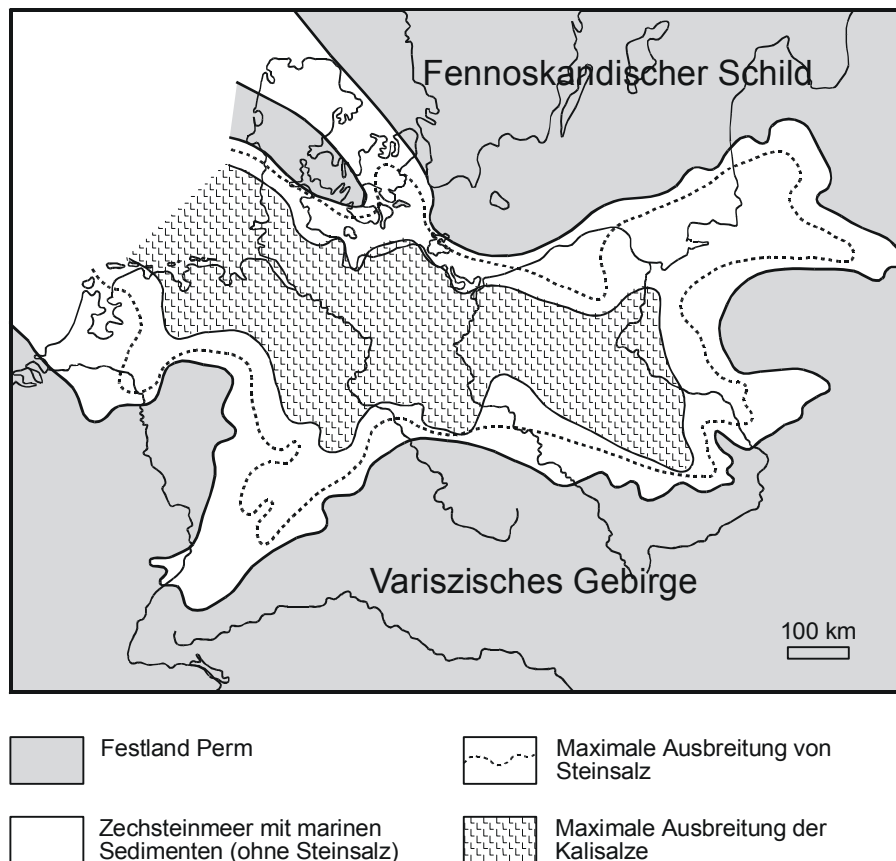 Fennoskandischer Schild
Variszisches Gebirge
100 km
Festland Perm
Maximale Ausbreitung von
Steinsalz
Zechsteinmeer mit marinen
Sedimenten (ohne Steinsalz)
Maximale Ausbreitung der
Kalisalze